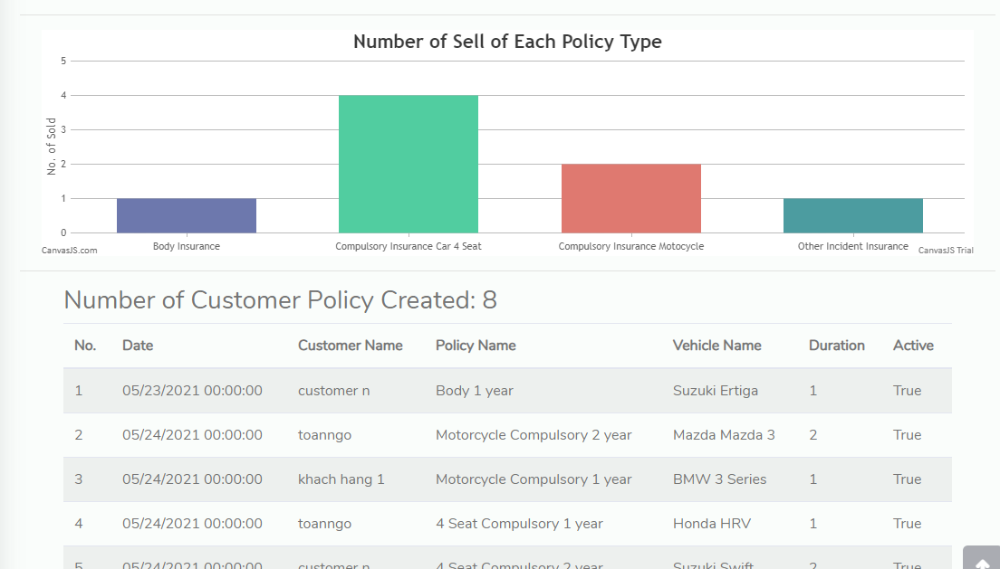 Number of Sell of Each Policy Type
5
4
3
2
1
0
No. of Sold
Body Insurance
Compulsory Insurance Car 4 Seat
Compulsory Insurance Motocycle
Other Incident Insurance
CanvasJS.com
CanvasJS Trial
Number of Customer Policy Created: 8
No. Date Customer Name Policy Name Vehicle Name Duration Active
1 05/23/2021 00:00:00 customer n Body 1 year Suzuki Ertiga 1 True
2 05/24/2021 00:00:00 toanngo Motorcycle Compulsory 2 year Mazda Mazda 3 2 True
3 05/24/2021 00:00:00 khach hang 1 Motorcycle Compulsory 1 year BMW 3 Series 1 True
4 05/24/2021 00:00:00 toanngo 4 Seat Compulsory 1 year Honda HRV 1 True
5 05/24/2021 00:00:00 customer n 4 Seat Compulsory 2 year Suzuki Swift 2 True